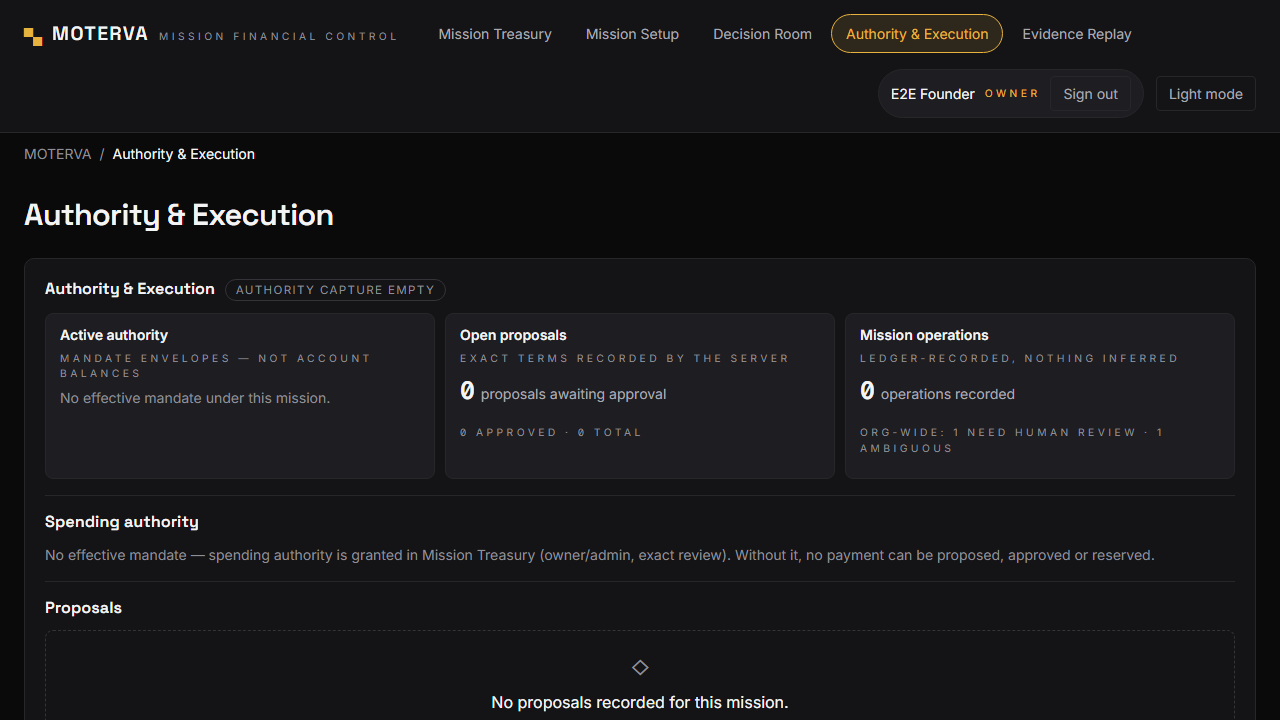 MOTERVA MISSION FINANCIAL CONTROL Mission Treasury Mission Setup Decision Room Authority & Execution Evidence Replay
E2E Founder OWNER Sign out Light mode
MOTERVA / Authority & Execution
Authority & Execution
Authority & Execution AUTHORITY CAPTURE EMPTY
Active authority
MANDATE ENVELOPES — NOT ACCOUNT
BALANCES
No effective mandate under this mission.
Open proposals
EXACT TERMS RECORDED BY THE SERVER
0 proposals awaiting approval
0 APPROVED · 0 TOTAL
Mission operations
LEDGER-RECORDED, NOTHING INFERRED
0 operations recorded
ORG-WIDE: 1 NEED HUMAN REVIEW · 1
AMBIGUOUS
Spending authority
No effective mandate — spending authority is granted in Mission Treasury (owner/admin, exact review). Without it, no payment can be proposed, approved or reserved.
Proposals
No proposals recorded for this mission.